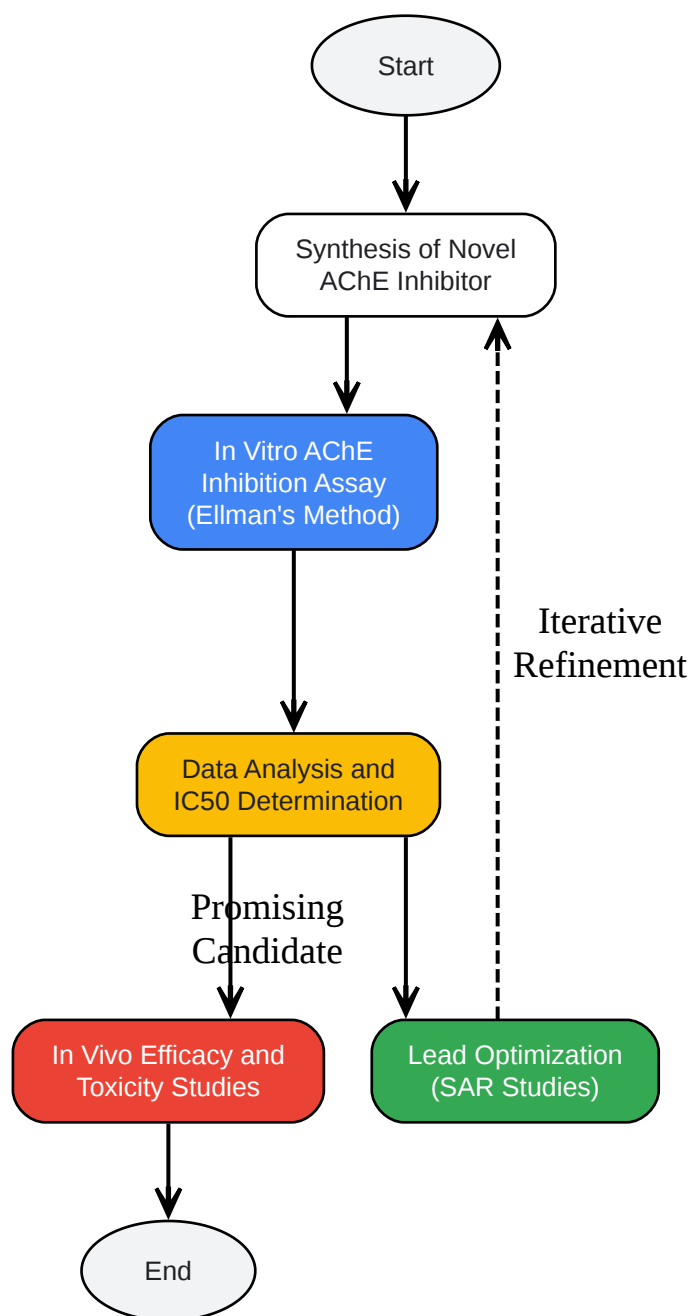 Start
Synthesis of Novel
AChE Inhibitor
In Vitro AChE
Inhibition Assay
(Ellman's Method)
Iterative
Refinement
Data Analysis and
IC50 Determination
Promising
Candidate
In Vivo Efficacy and
Toxicity Studies
Lead Optimization
(SAR Studies)
End